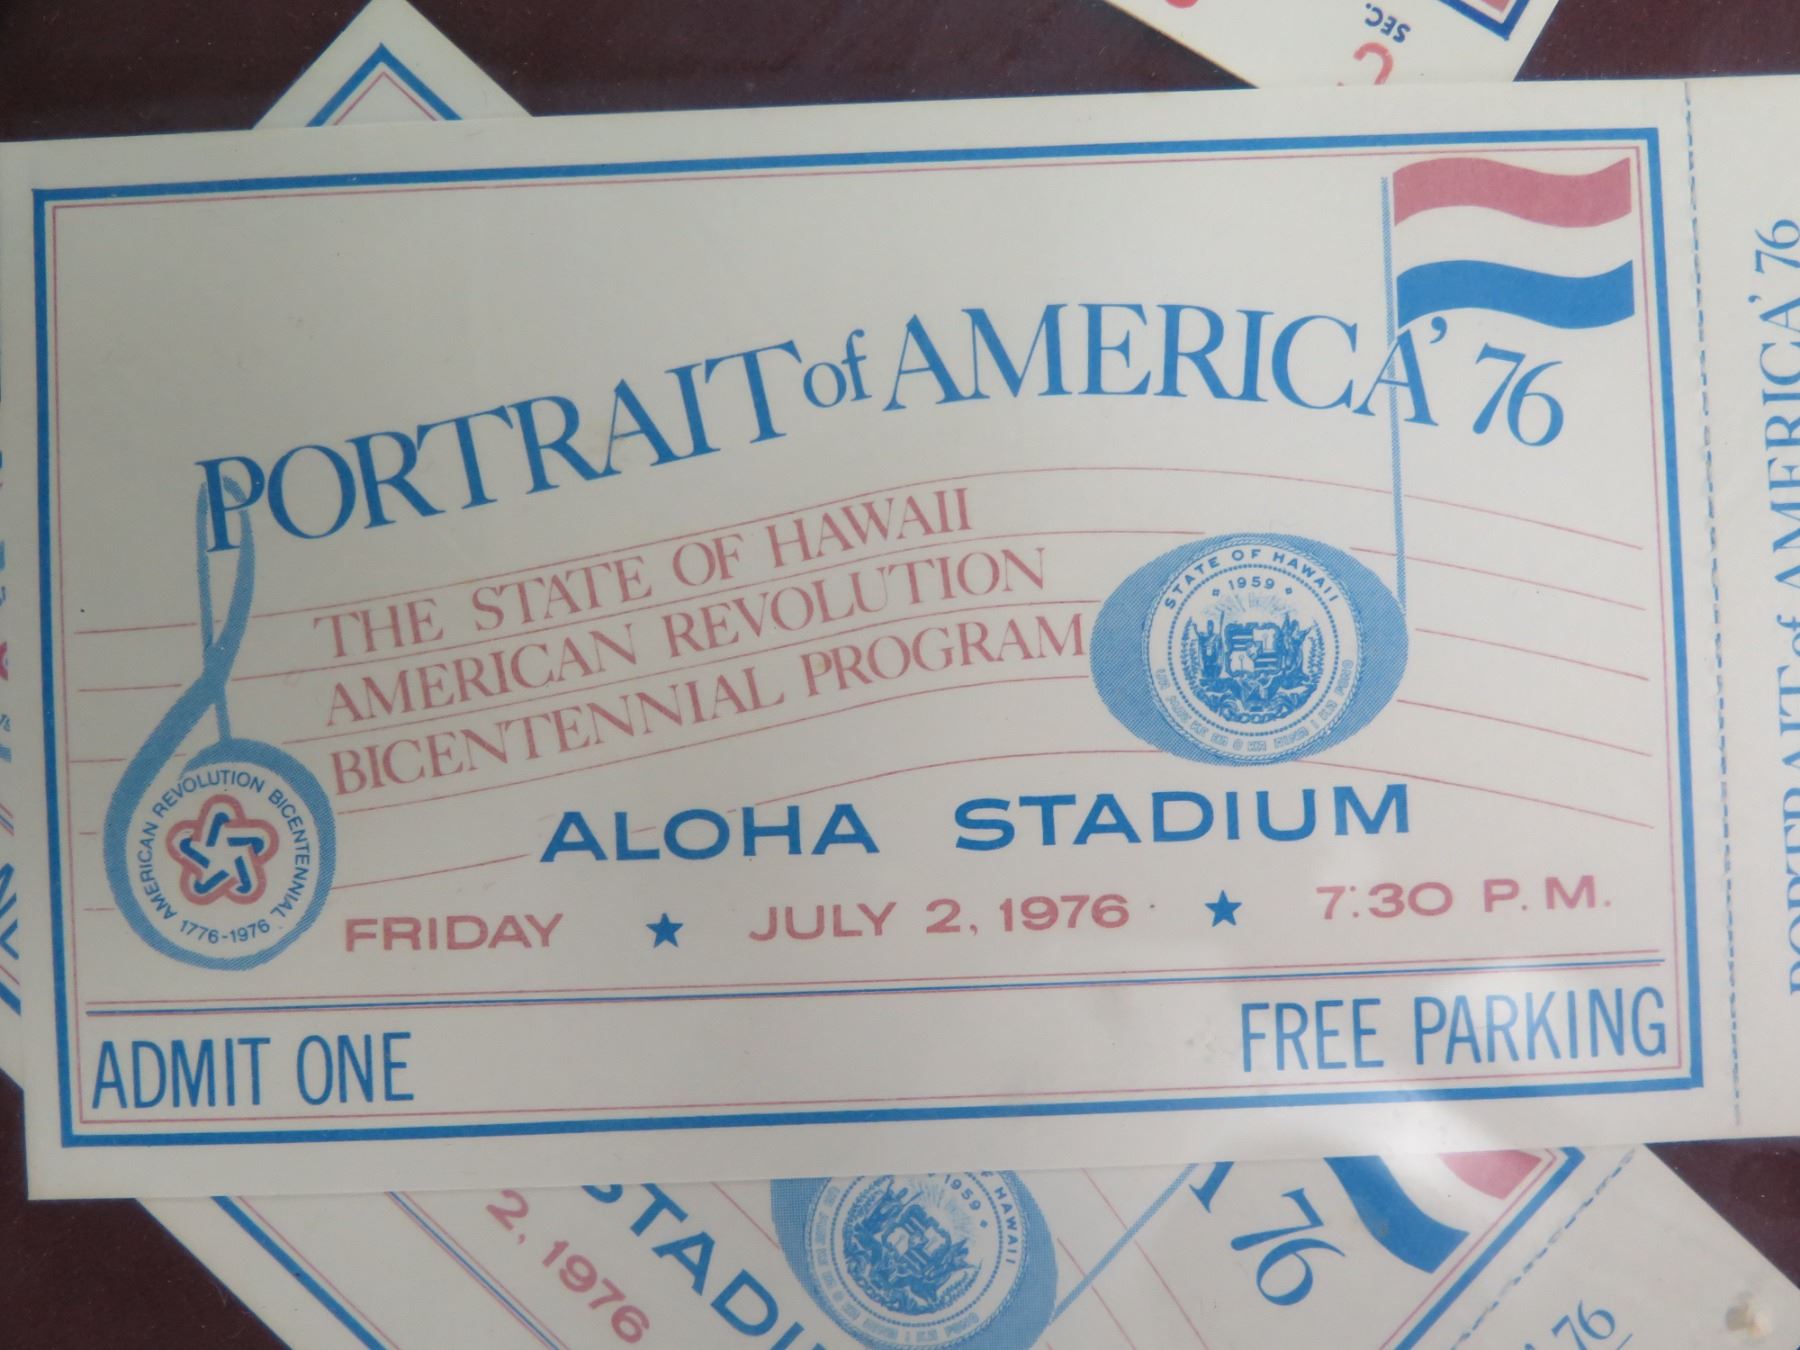 SEC.
PORTRAIT of AMERICA '76
THE STATE OF HAWAII
AMERICAN REVOLUTION
BICENTENNIAL PROGRAM
STATE OF HAWAII
1959
AMERICAN REVOLUTION BICENTENNIAL
1776-1976
ALOHA STADIUM
FRIDAY ★ JULY 2, 1976 ★ 7:30 P.M.
ADMIT ONE
FREE PARKING
PORTRAIT of AMERICA '76
2, 1976
STADI
1959
HAWAII
'76
'76